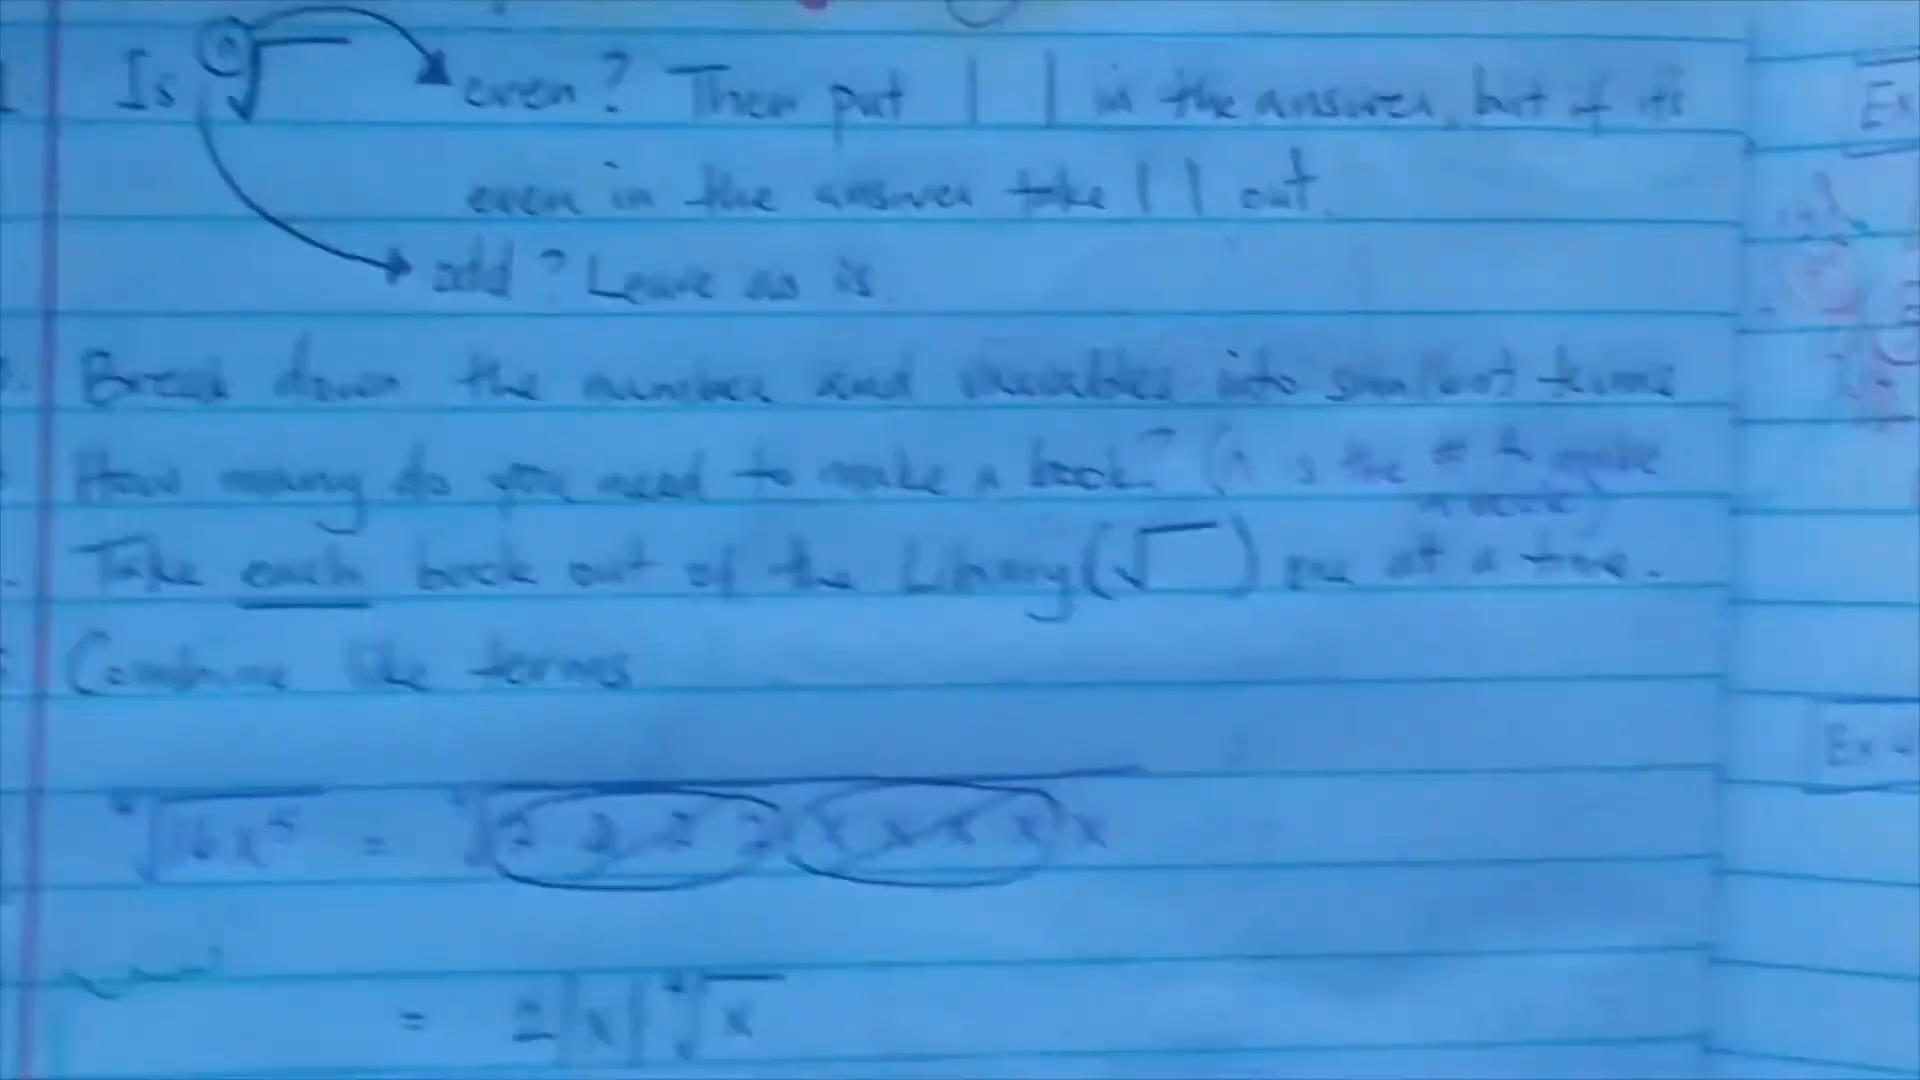 1. Is ⁿ√ even? Then put | | in the answer, but if it's
even in the answer take | | out.
odd? Leave as is.
Break down the number and variables into smallest terms
How many do you need to make a book? (n is the # to make
a book)
Take each book out of the Library (√ ) one at a time.
Combine like terms
⁴√16x⁵ = ⁴√2 2 2 2 x x x x x
= 2|x| ⁴√x
Ex
Ex